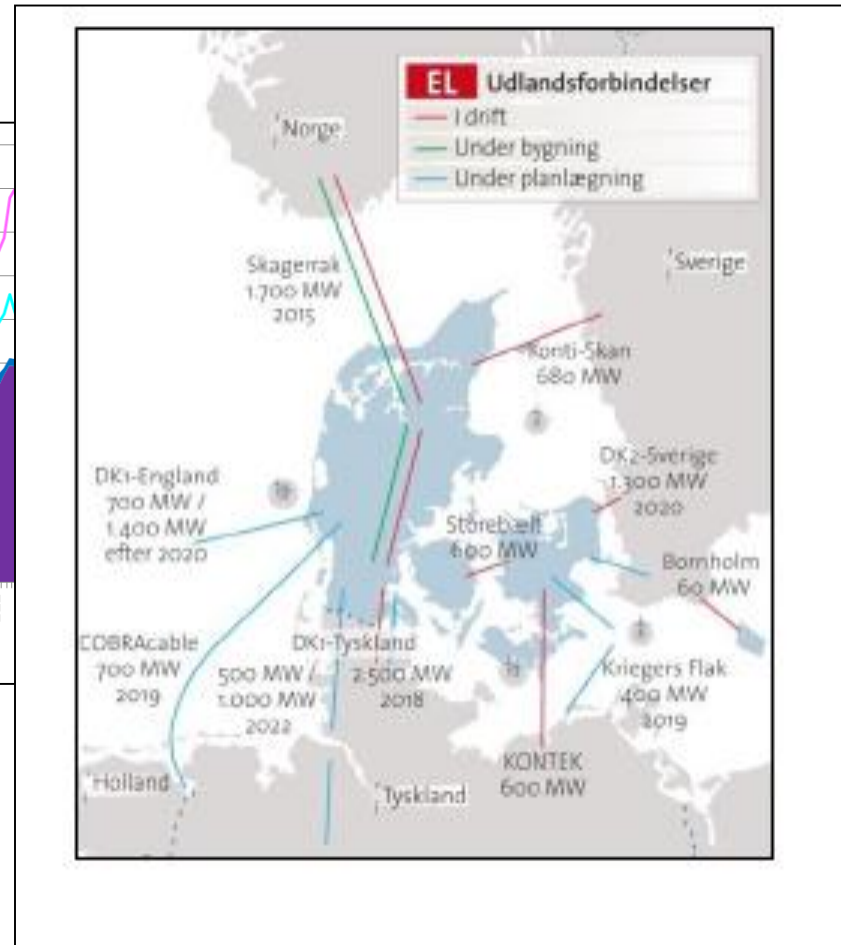 EL Udlandsforbindelser
I drift
Under bygning
Under planlægning
Norge
Sverige
Skagerrak
1.700 MW
2015
Konti-Skan
680 MW
DK1-England
700 MW /
1.400 MW
efter 2020
DK2-Sverige
1.300 MW
2020
Storebælt
600 MW
Bornholm
60 MW
COBRAcable
700 MW
2019
DK1-Tyskland
500 MW /
1.000 MW
2022
2.500 MW
2018
Kriegers Flak
400 MW
2019
KONTEK
600 MW
Holland
Tyskland